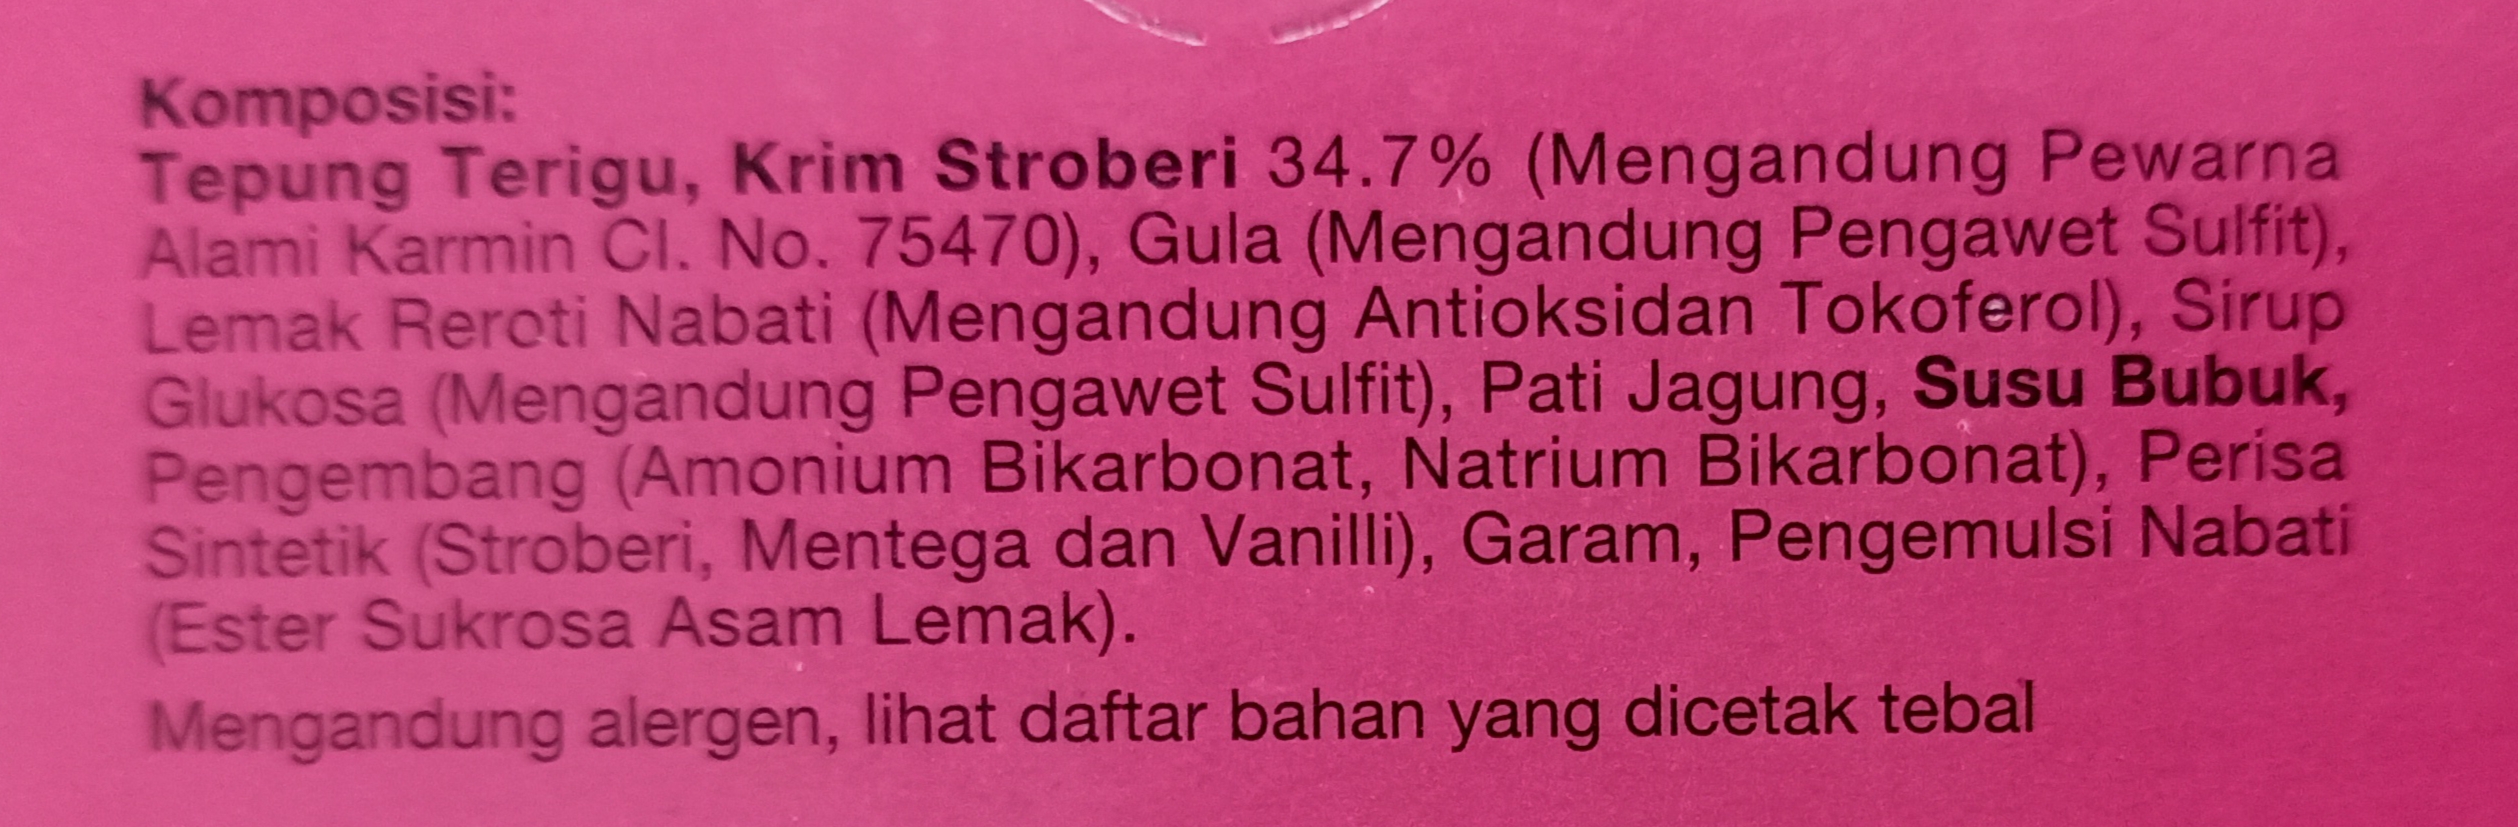 Komposisi:
Tepung Terigu, Krim Stroberi 34.7% (Mengandung Pewarna
Alami Karmin CI. No. 75470), Gula (Mengandung Pengawet Sulfit),
Lemak Reroti Nabati (Mengandung Antioksidan Tokoferol), Sirup
Glukosa (Mengandung Pengawet Sulfit), Pati Jagung, Susu Bubuk,
Pengembang (Amonium Bikarbonat, Natrium Bikarbonat), Perisa
Sintetik (Stroberi, Mentega dan Vanilli), Garam, Pengemulsi Nabati
(Ester Sukrosa Asam Lemak).
Mengandung alergen, lihat daftar bahan yang dicetak tebal